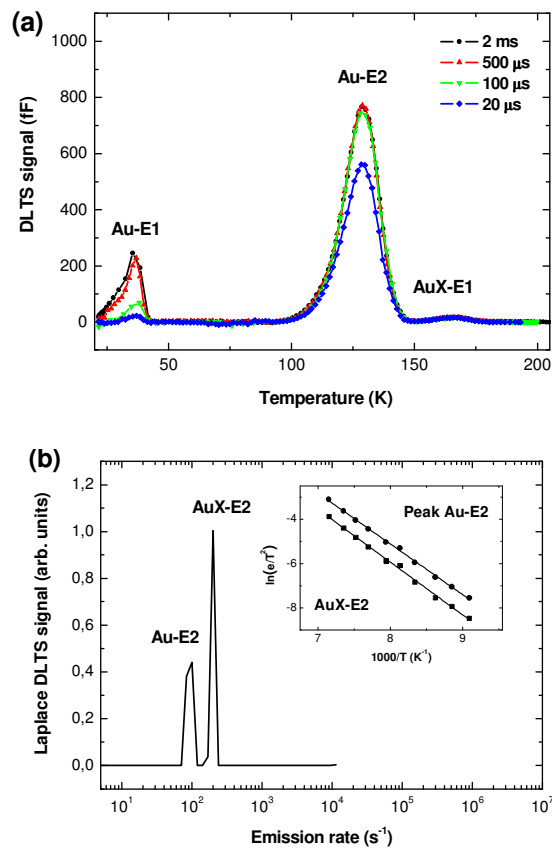 (a)
1000
800
600
400
200
0
DLTS signal (fF)
2 ms
500 μs
100 μs
20 μs
Au-E2
Au-E1
AuX-E1
50
100
150
200
Temperature (K)
(b)
1,2
1,0
0,8
0,6
0,4
0,2
0,0
Laplace DLTS signal (arb. units)
AuX-E2
Au-E2
Peak Au-E2
AuX-E2
-4
-6
-8
ln(e/T²)
7
8
9
1000/T (K⁻¹)
10¹
10²
10³
10⁴
10⁵
10⁶
10⁷
Emission rate (s⁻¹)